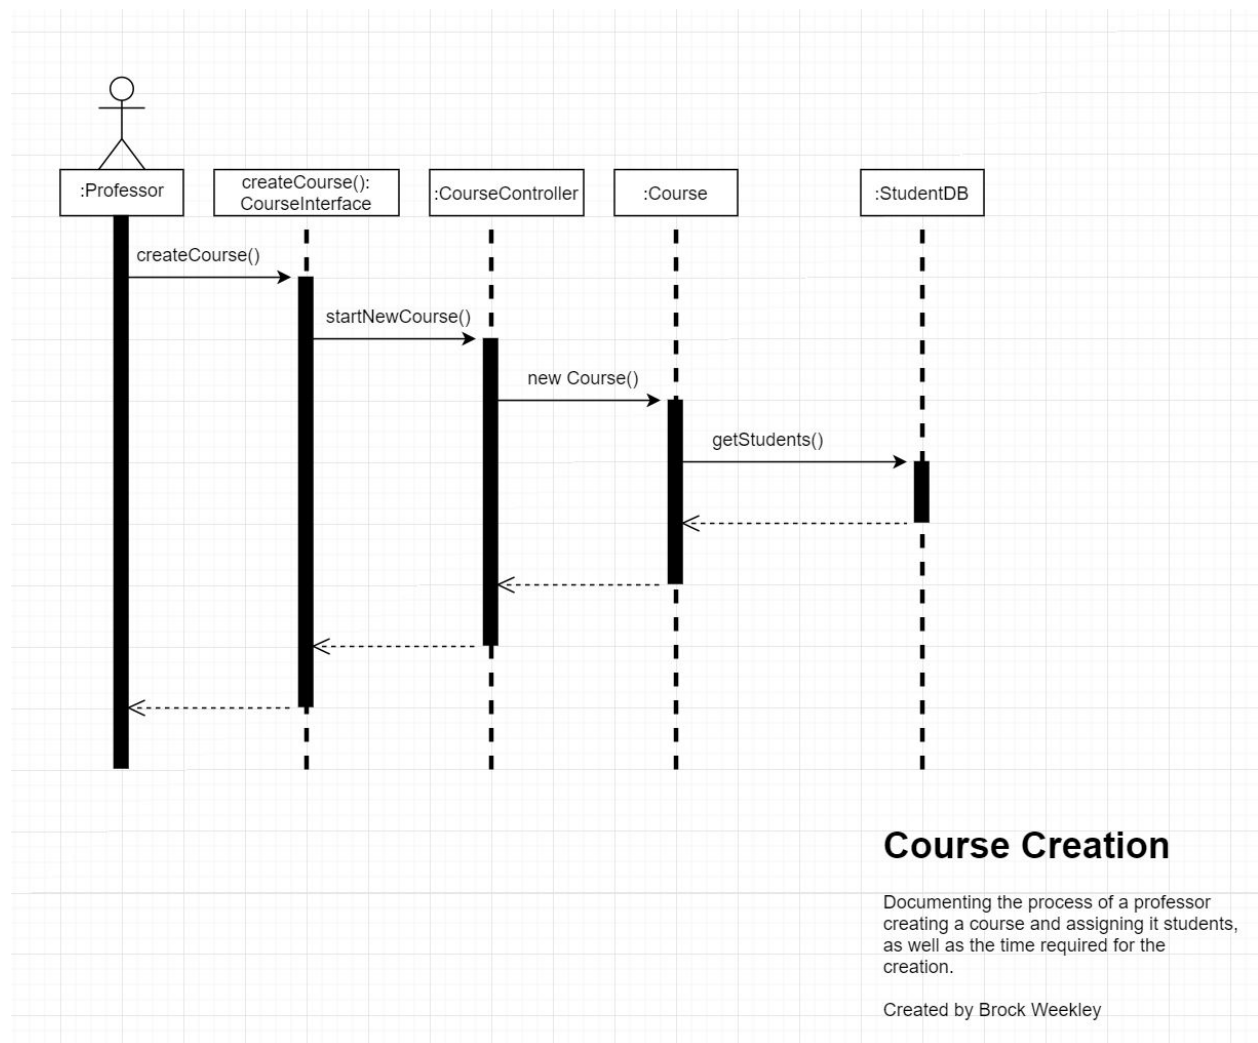 :Professor
createCourse():
CourseInterface
:CourseController
:Course
:StudentDB
createCourse()
startNewCourse()
new Course()
getStudents()
Course Creation
Documenting the process of a professor
creating a course and assigning it students,
as well as the time required for the
creation.
Created by Brock Weekley